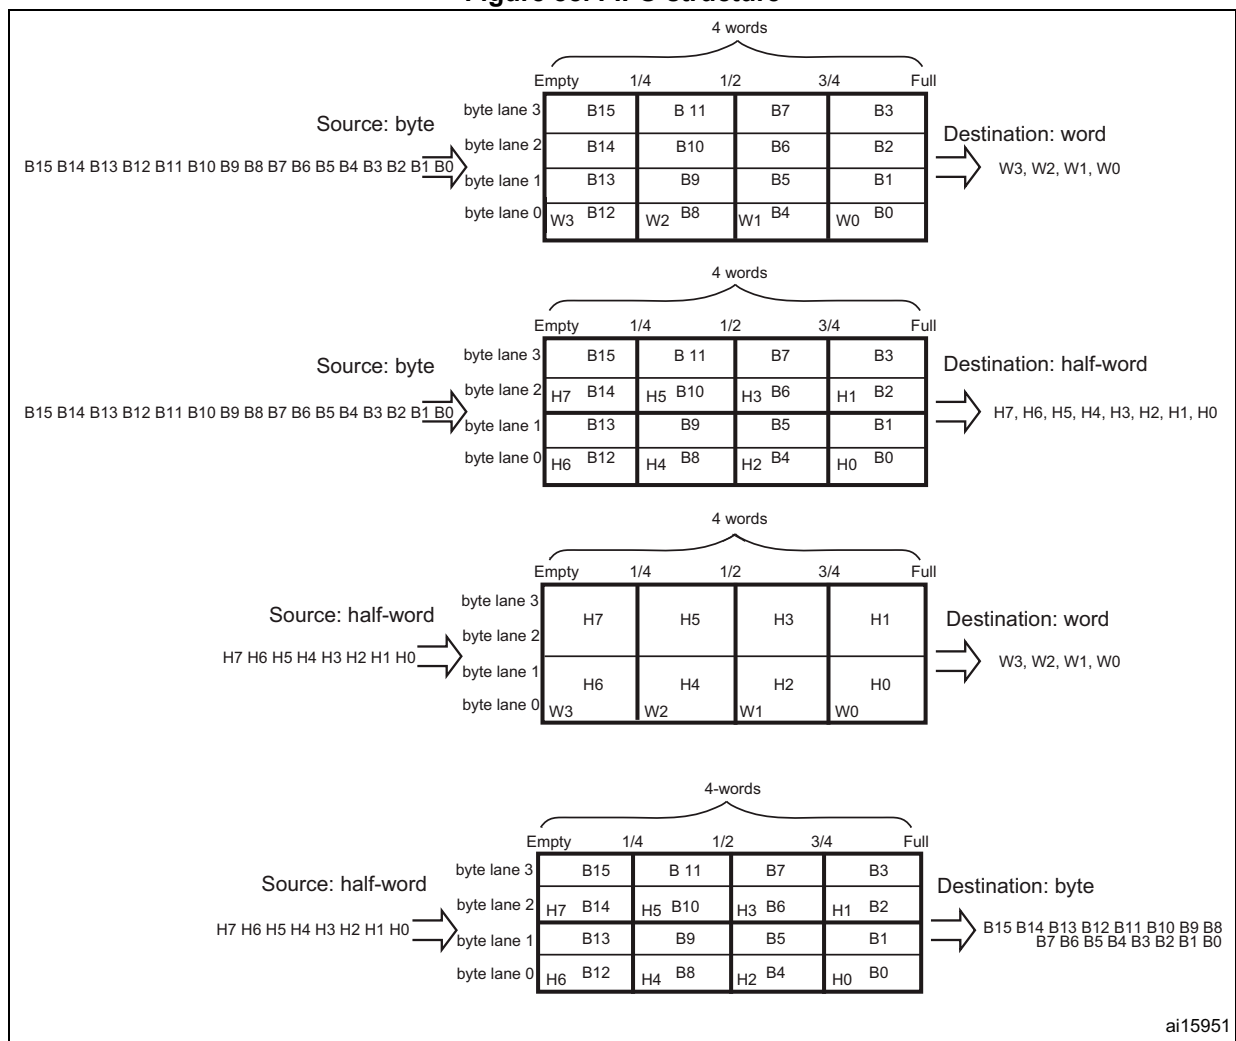 4 words
Empty 1/4 1/2 3/4 Full
byte lane 3 B15 B 11 B7 B3
Source: byte
byte lane 2 B14 B10 B6 B2
Destination: word
B15 B14 B13 B12 B11 B10 B9 B8 B7 B6 B5 B4 B3 B2 B1 B0
W3, W2, W1, W0
byte lane 1 B13 B9 B5 B1
byte lane 0 W3 B12 W2 B8 W1 B4 W0 B0
4 words
Empty 1/4 1/2 3/4 Full
byte lane 3 B15 B 11 B7 B3
Source: byte
Destination: half-word
byte lane 2 H7 B14 H5 B10 H3 B6 H1 B2
B15 B14 B13 B12 B11 B10 B9 B8 B7 B6 B5 B4 B3 B2 B1 B0
H7, H6, H5, H4, H3, H2, H1, H0
byte lane 1 B13 B9 B5 B1
byte lane 0 H6 B12 H4 B8 H2 B4 H0 B0
4 words
Empty 1/4 1/2 3/4 Full
byte lane 3
Source: half-word
H7 H5 H3 H1
Destination: word
byte lane 2
H7 H6 H5 H4 H3 H2 H1 H0
W3, W2, W1, W0
byte lane 1
H6 H4 H2 H0
byte lane 0 W3 W2 W1 W0
4-words
Empty 1/4 1/2 3/4 Full
byte lane 3 B15 B 11 B7 B3
Source: half-word
Destination: byte
byte lane 2 H7 B14 H5 B10 H3 B6 H1 B2
H7 H6 H5 H4 H3 H2 H1 H0
B15 B14 B13 B12 B11 B10 B9 B8
B7 B6 B5 B4 B3 B2 B1 B0
byte lane 1 B13 B9 B5 B1
byte lane 0 H6 B12 H4 B8 H2 B4 H0 B0
ai15951